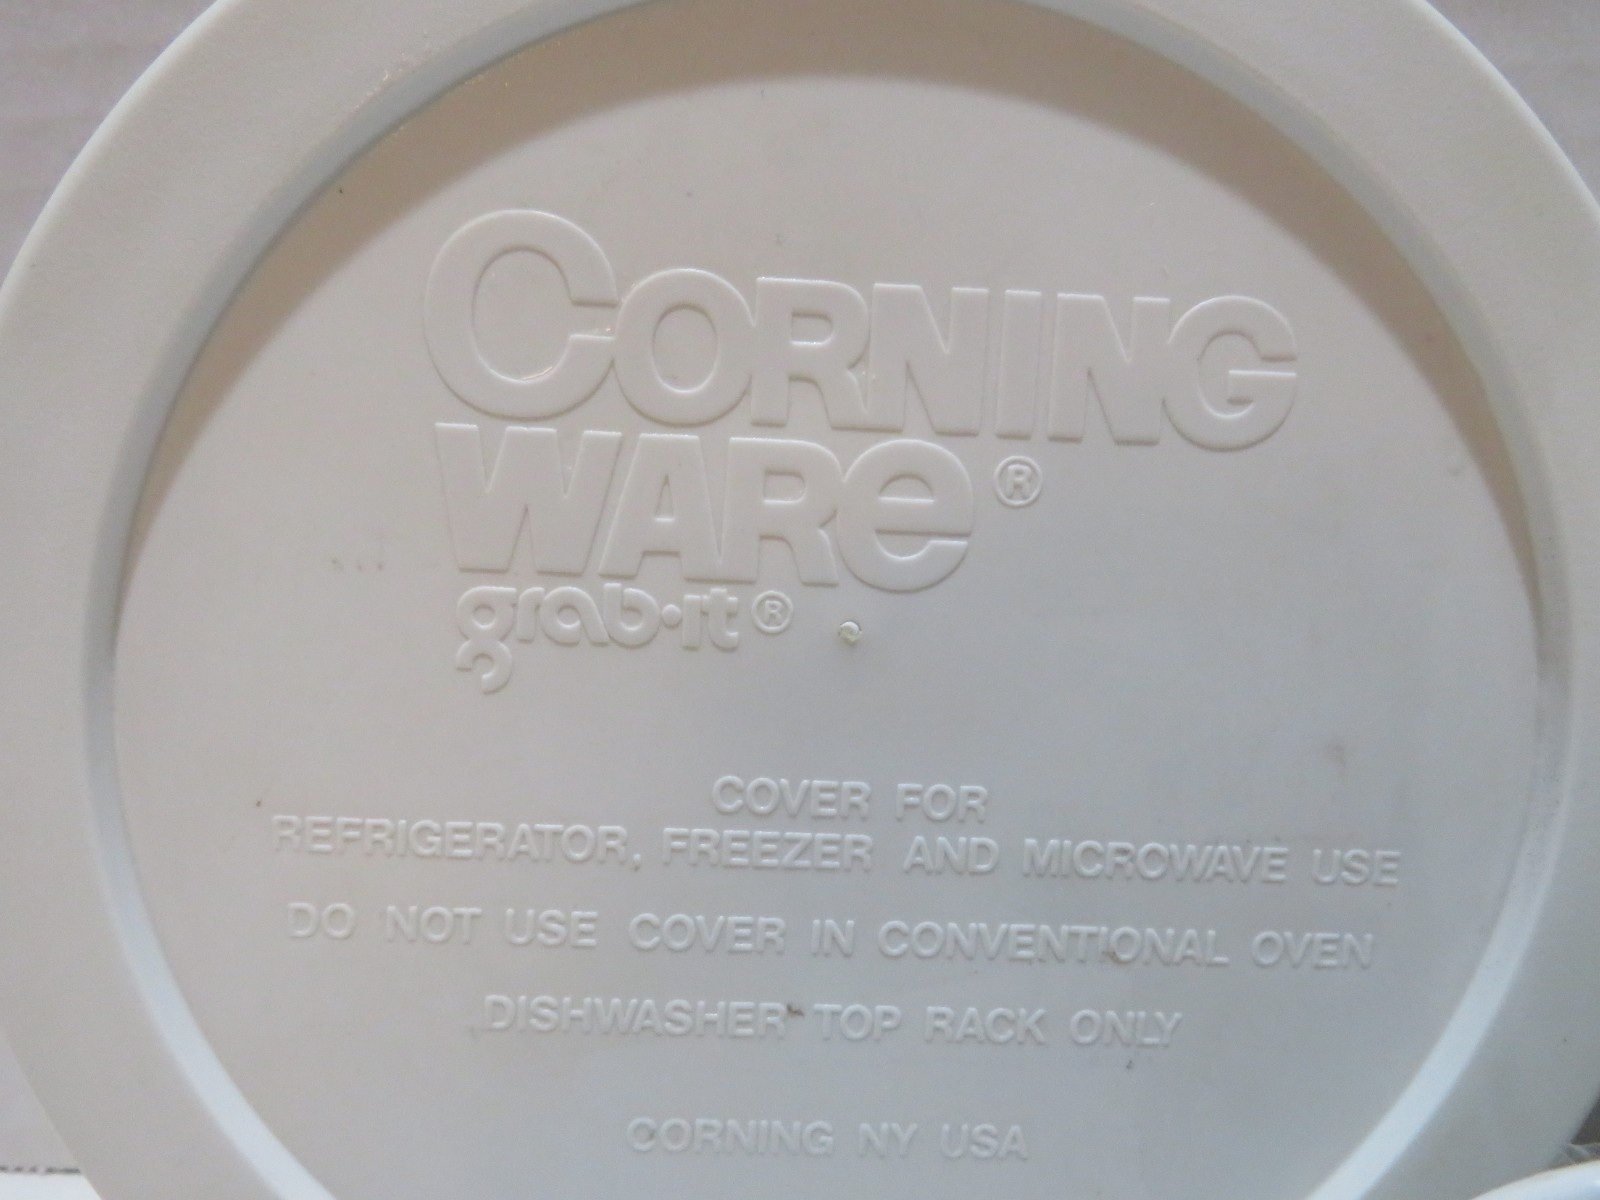 CORNING
WARe®
grab·it®
COVER FOR
REFRIGERATOR, FREEZER AND MICROWAVE USE
DO NOT USE COVER IN CONVENTIONAL OVEN
DISHWASHER TOP RACK ONLY
CORNING NY USA